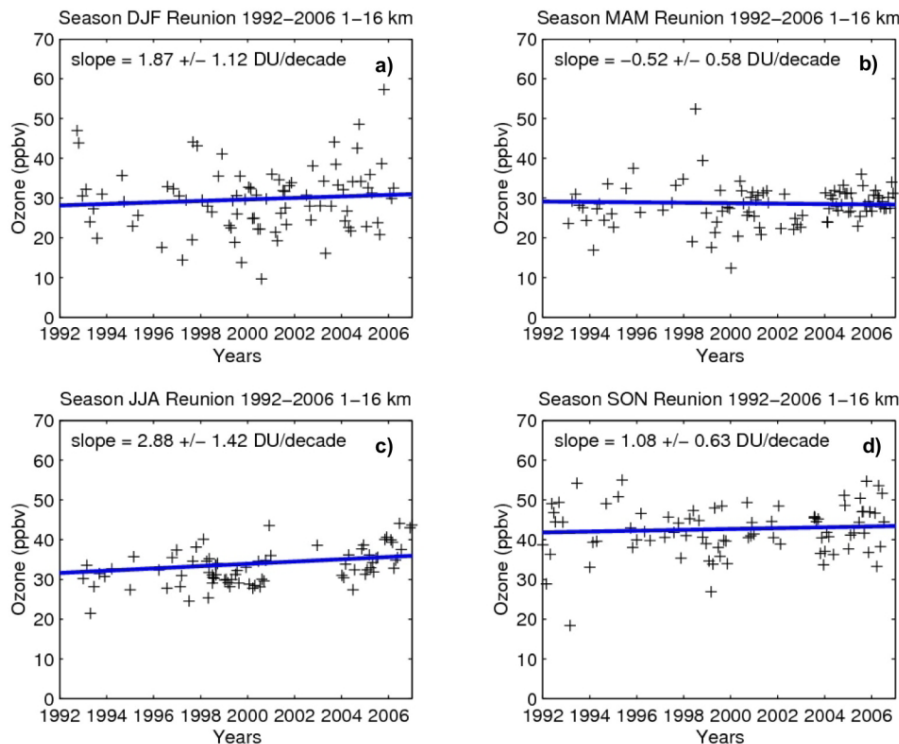 Season DJF Reunion 1992−2006 1−16 km
slope = 1.87 +/− 1.12 DU/decade
a)
70
60
50
40
30
20
10
0
Ozone (ppbv)
1992 1994 1996 1998 2000 2002 2004 2006
Years
Season MAM Reunion 1992−2006 1−16 km
slope = −0.52 +/− 0.58 DU/decade
b)
70
60
50
40
30
20
10
0
Ozone (ppbv)
1992 1994 1996 1998 2000 2002 2004 2006
Years
Season JJA Reunion 1992−2006 1−16 km
slope = 2.88 +/− 1.42 DU/decade
c)
70
60
50
40
30
20
10
0
Ozone (ppbv)
1992 1994 1996 1998 2000 2002 2004 2006
Years
Season SON Reunion 1992−2006 1−16 km
slope = 1.08 +/− 0.63 DU/decade
d)
70
60
50
40
30
20
10
0
Ozone (ppbv)
1992 1994 1996 1998 2000 2002 2004 2006
Years